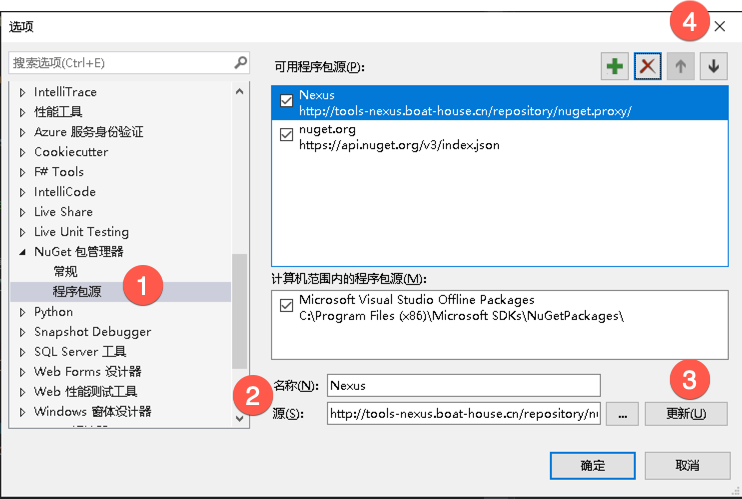 选项
4
搜索选项(Ctrl+E)
IntelliTrace
性能工具
Azure 服务身份验证
Cookiecutter
F# Tools
IntelliCode
Live Share
Live Unit Testing
NuGet 包管理器
常规
程序包源
1
Python
Snapshot Debugger
SQL Server 工具
Web Forms 设计器
Web 性能测试工具
Windows 窗体设计器
可用程序包源(P):
Nexus
http://tools-nexus.boat-house.cn/repository/nuget.proxy/
nuget.org
https://api.nuget.org/v3/index.json
计算机范围内的程序包源(M):
Microsoft Visual Studio Offline Packages
C:\Program Files (x86)\Microsoft SDKs\NuGetPackages\
2
3
名称(N): Nexus
源(S): http://tools-nexus.boat-house.cn/repository/nu ... 更新(U)
确定 取消